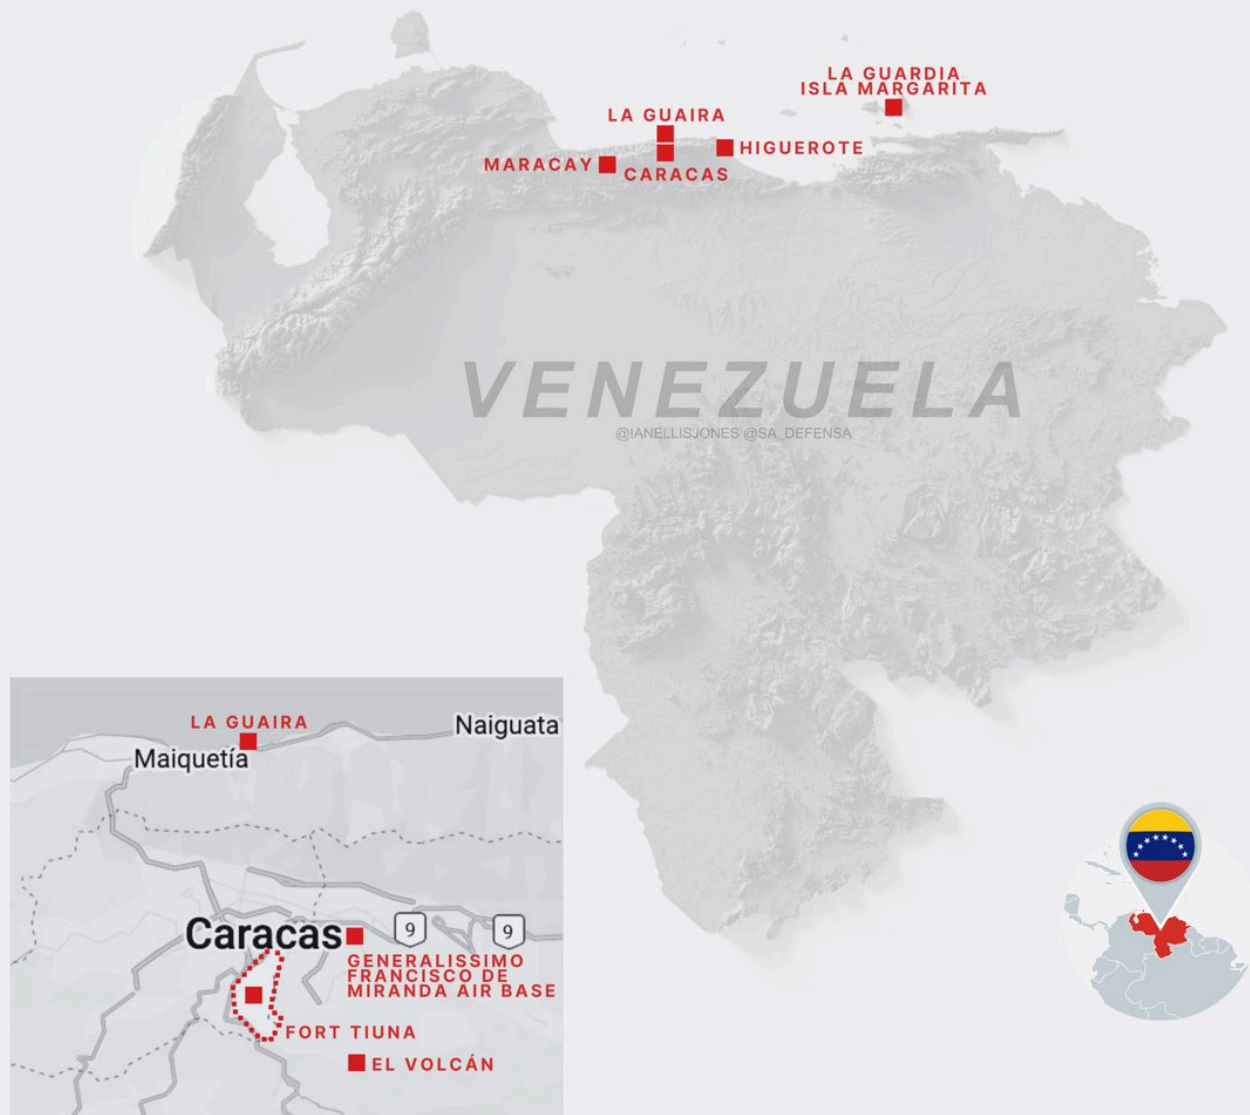 LA GUARDIA
ISLA MARGARITA
LA GUAIRA
HIGUEROTE
MARACAY
CARACAS
VENEZUELA
@IANELLISJONES @SA_DEFENSA
LA GUAIRA
Naiguata
Maiquetía
Caracas
9
9
GENERALISSIMO
FRANCISCO DE
MIRANDA AIR BASE
FORT TIUNA
EL VOLCÁN